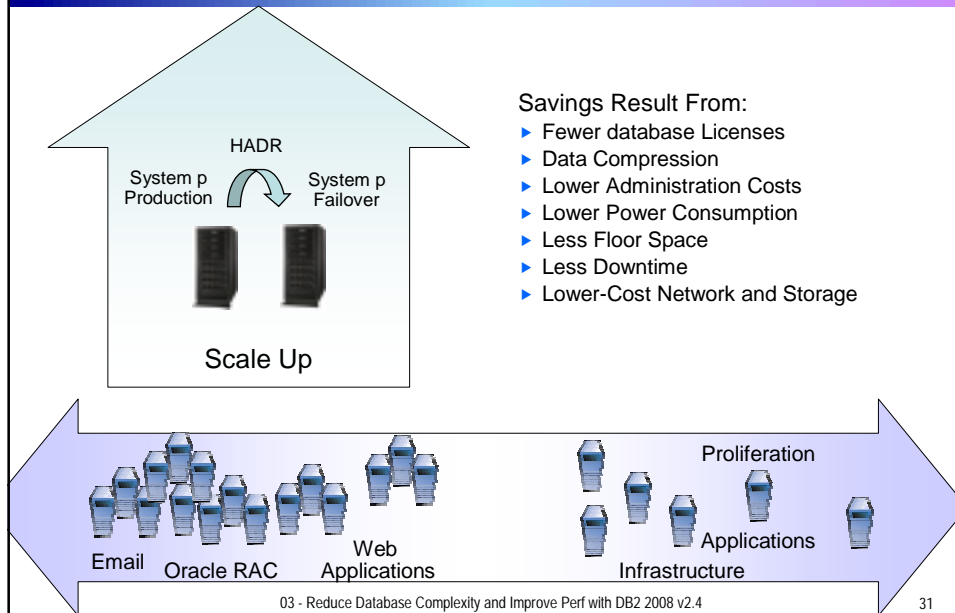 HADR
System p
Production
System p
Failover
Scale Up
Savings Result From:
Fewer database Licenses
Data Compression
Lower Administration Costs
Lower Power Consumption
Less Floor Space
Less Downtime
Lower-Cost Network and Storage
Email
Oracle RAC
Web
Applications
Proliferation
Applications
Infrastructure
03 - Reduce Database Complexity and Improve Perf with DB2 2008 v2.4
31